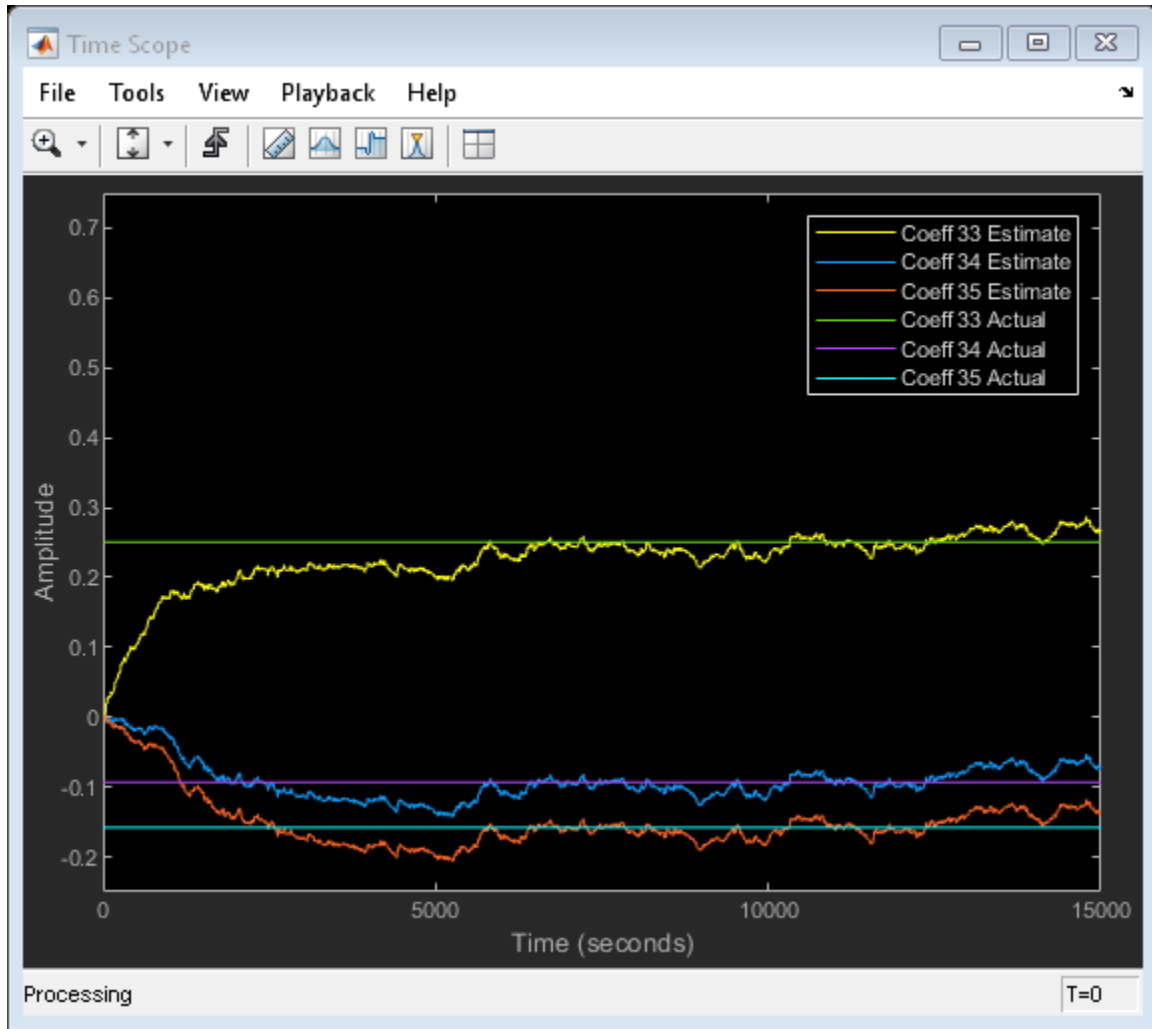 Time Scope
File Tools View Playback Help
0.7
0.6
0.5
0.4
0.3
0.2
0.1
0
-0.1
-0.2
Amplitude
Coeff 33 Estimate
Coeff 34 Estimate
Coeff 35 Estimate
Coeff 33 Actual
Coeff 34 Actual
Coeff 35 Actual
0 5000 10000 15000
Time (seconds)
Processing T=0